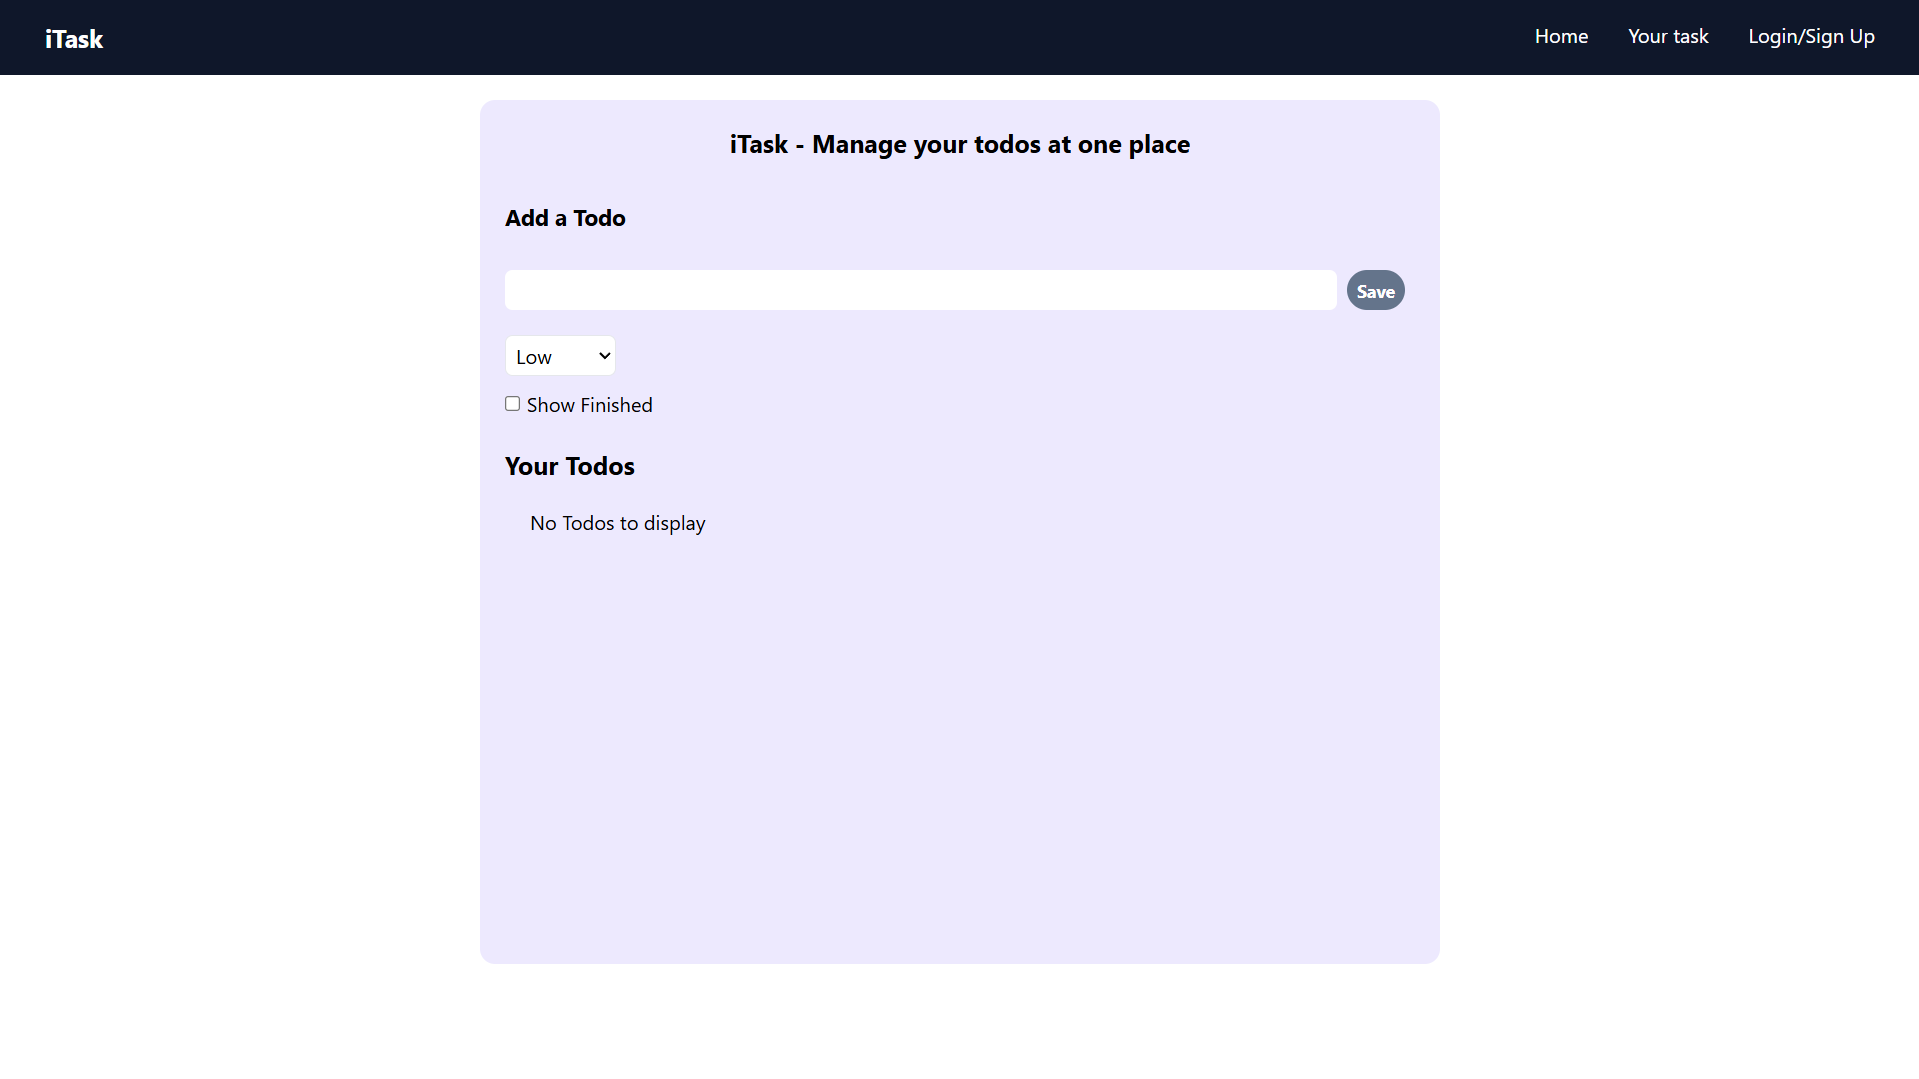 iTask
Home Your task Login/Sign Up
iTask - Manage your todos at one place
Add a Todo
Save
Low
Show Finished
Your Todos
No Todos to display